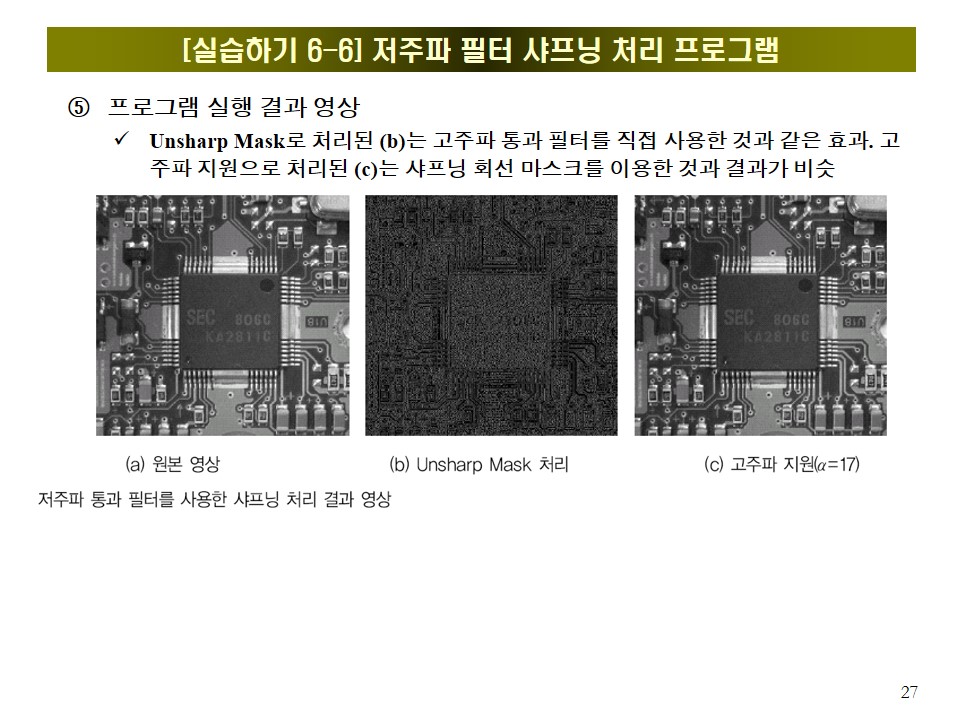 [실습하기 6-6] 저주파 필터 샤프닝 처리 프로그램
⑤ 프로그램 실행 결과 영상
✓ Unsharp Mask로 처리된 (b)는 고주파 통과 필터를 직접 사용한 것과 같은 효과. 고
주파 지원으로 처리된 (c)는 샤프닝 회선 마스크를 이용한 것과 결과가 비슷
SEC 806C
KA2811C
SEC 806C
KA2811C
(a) 원본 영상
(b) Unsharp Mask 처리
(c) 고주파 지원(α=17)
저주파 통과 필터를 사용한 샤프닝 처리 결과 영상
27